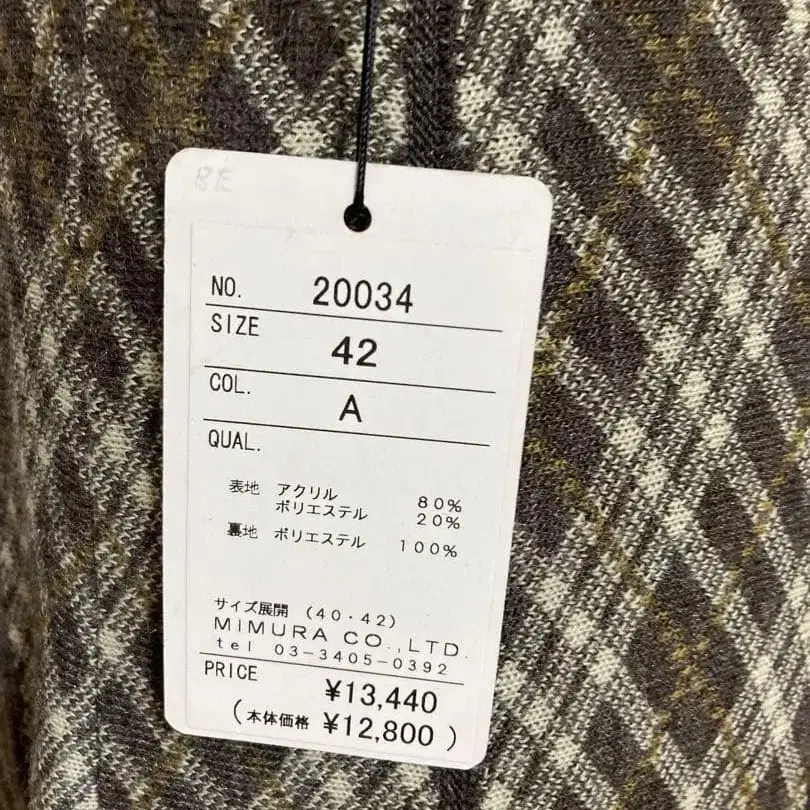 NO. 20034
SIZE 42
COL. A
QUAL.
表地 アクリル 80%
ポリエステル 20%
裏地 ポリエステル 100%
サイズ展開 (40・42)
MIMURA CO.,LTD.
tel 03-3405-0392
PRICE ¥13,440
(本体価格 ¥12,800)